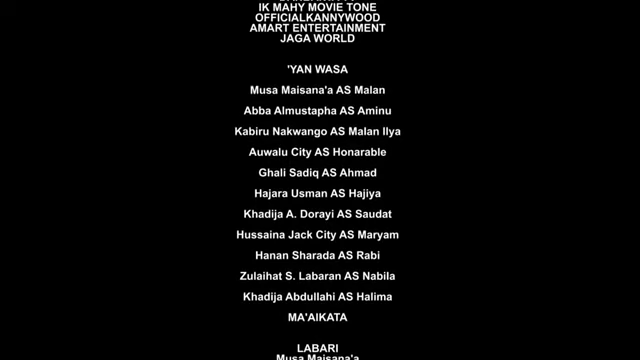 IK MAHY MOVIE TONE
OFFICIALKANNYWOOD
AMART ENTERTAINMENT
JAGA WORLD
'YAN WASA
Musa Maisana'a AS Malan
Abba Almustapha AS Aminu
Kabiru Nakwango AS Malan Ilya
Auwalu City AS Honarable
Ghali Sadiq AS Ahmad
Hajara Usman AS Hajiya
Khadija A. Dorayi AS Saudat
Hussaina Jack City AS Maryam
Hanan Sharada AS Rabi
Zulaihat S. Labaran AS Nabila
Khadija Abdullahi AS Halima
MA'AIKATA
LABARI
Musa Maisana'a